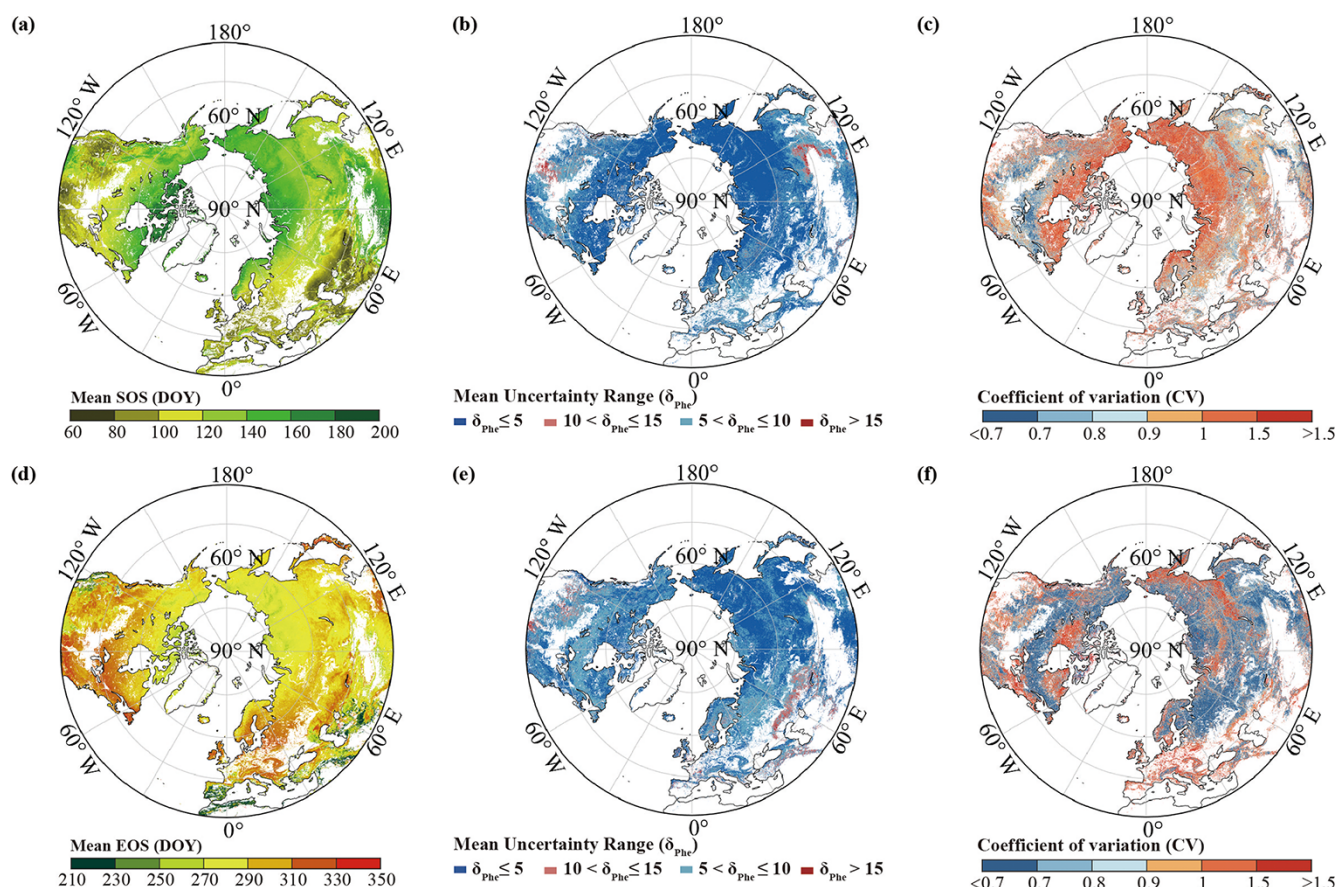 (a)
180°
120° W
60° N
120° E
90° N
60° W
60° E
0°
Mean SOS (DOY)
60 80 100 120 140 160 180 200
(b)
180°
120° W
60° N
120° E
90° N
60° W
60° E
0°
Mean Uncertainty Range (δPhe)
δPhe≤ 5 10 < δPhe≤ 15 5 < δPhe≤ 10 δPhe> 15
(c)
180°
120° W
60° N
120° E
90° N
60° W
60° E
0°
Coefficient of variation (CV)
<0.7 0.7 0.8 0.9 1 1.5 >1.5
(d)
180°
120° W
60° N
120° E
90° N
60° W
60° E
0°
Mean EOS (DOY)
210 230 250 270 290 310 330 350
(e)
180°
120° W
60° N
120° E
90° N
60° W
60° E
0°
Mean Uncertainty Range (δPhe)
δPhe≤ 5 10 < δPhe≤ 15 5 < δPhe≤ 10 δPhe> 15
(f)
180°
120° W
60° N
120° E
90° N
60° W
60° E
0°
Coefficient of variation (CV)
<0.7 0.7 0.8 0.9 1 1.5 >1.5